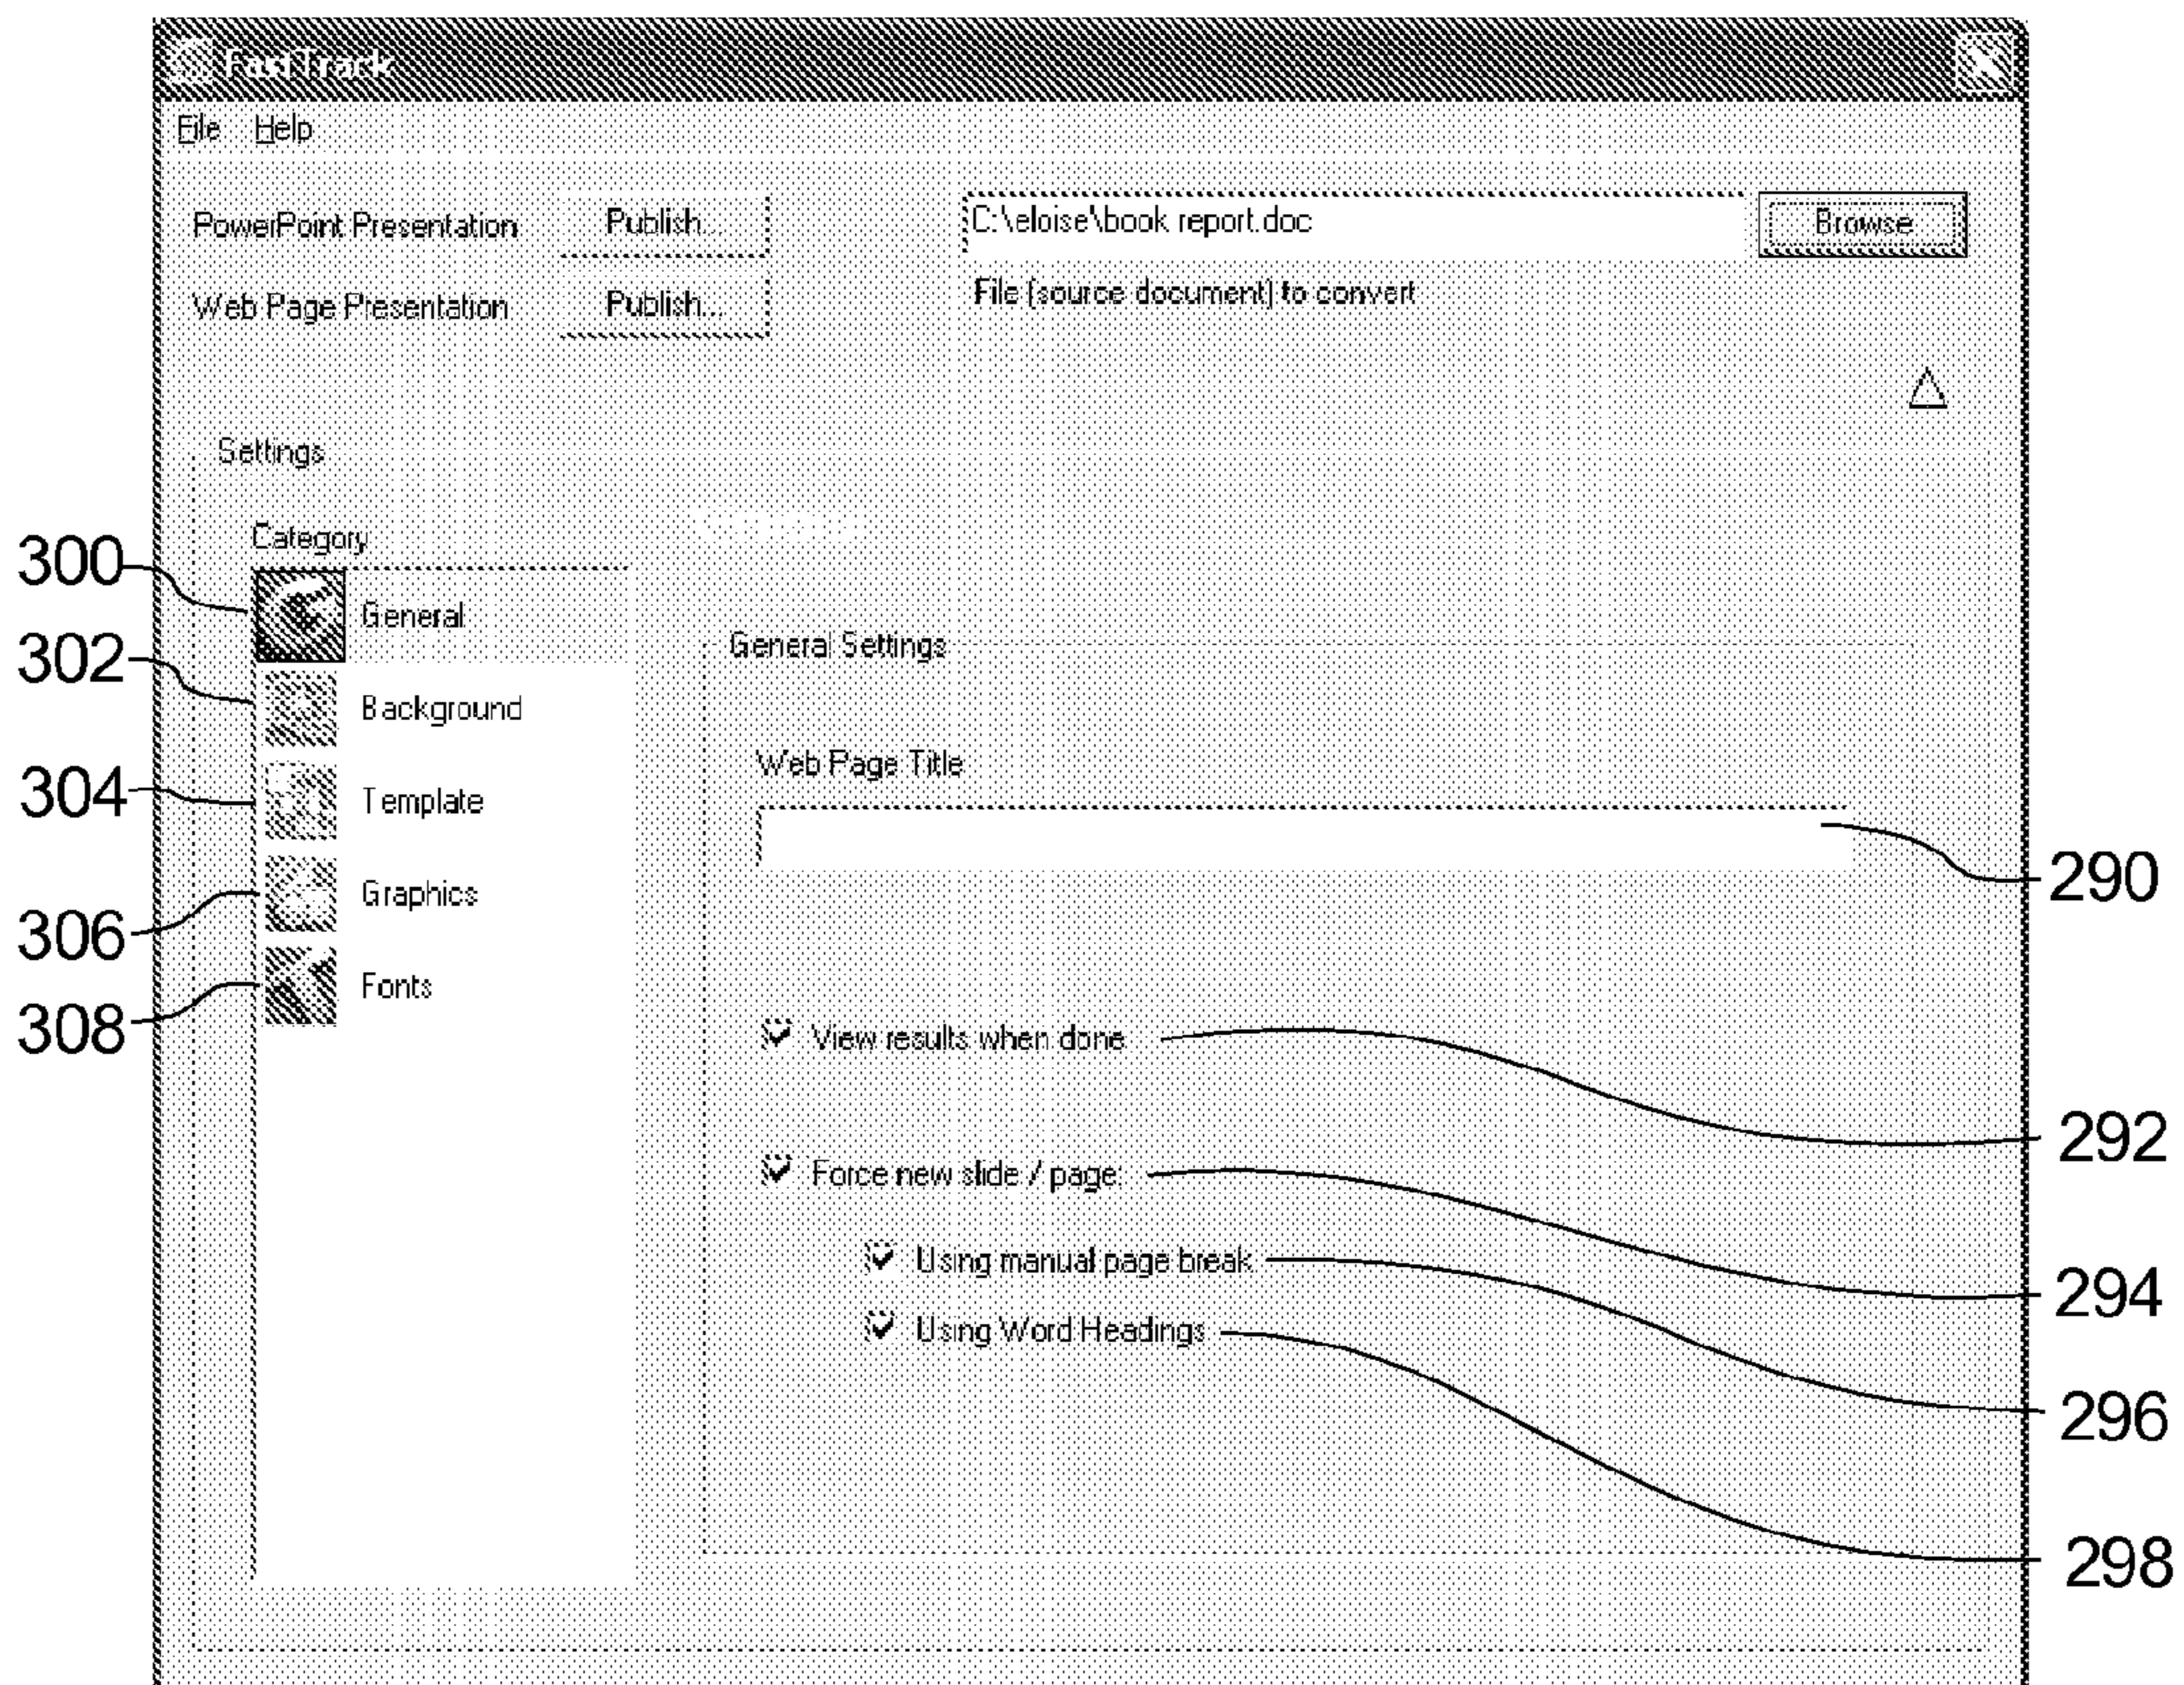 FastTrack
File Help
PowerPoint Presentation Publish... C:\eloise\book report.doc Browse
Web Page Presentation Publish... File (source document) to convert
Settings
Category
300 General
General Settings
302 Background
Web Page Title
304 Template
290
306 Graphics
308 Fonts
View results when done
292
Force new slide / page:
Using manual page break
294
Using Word Headings
296
298